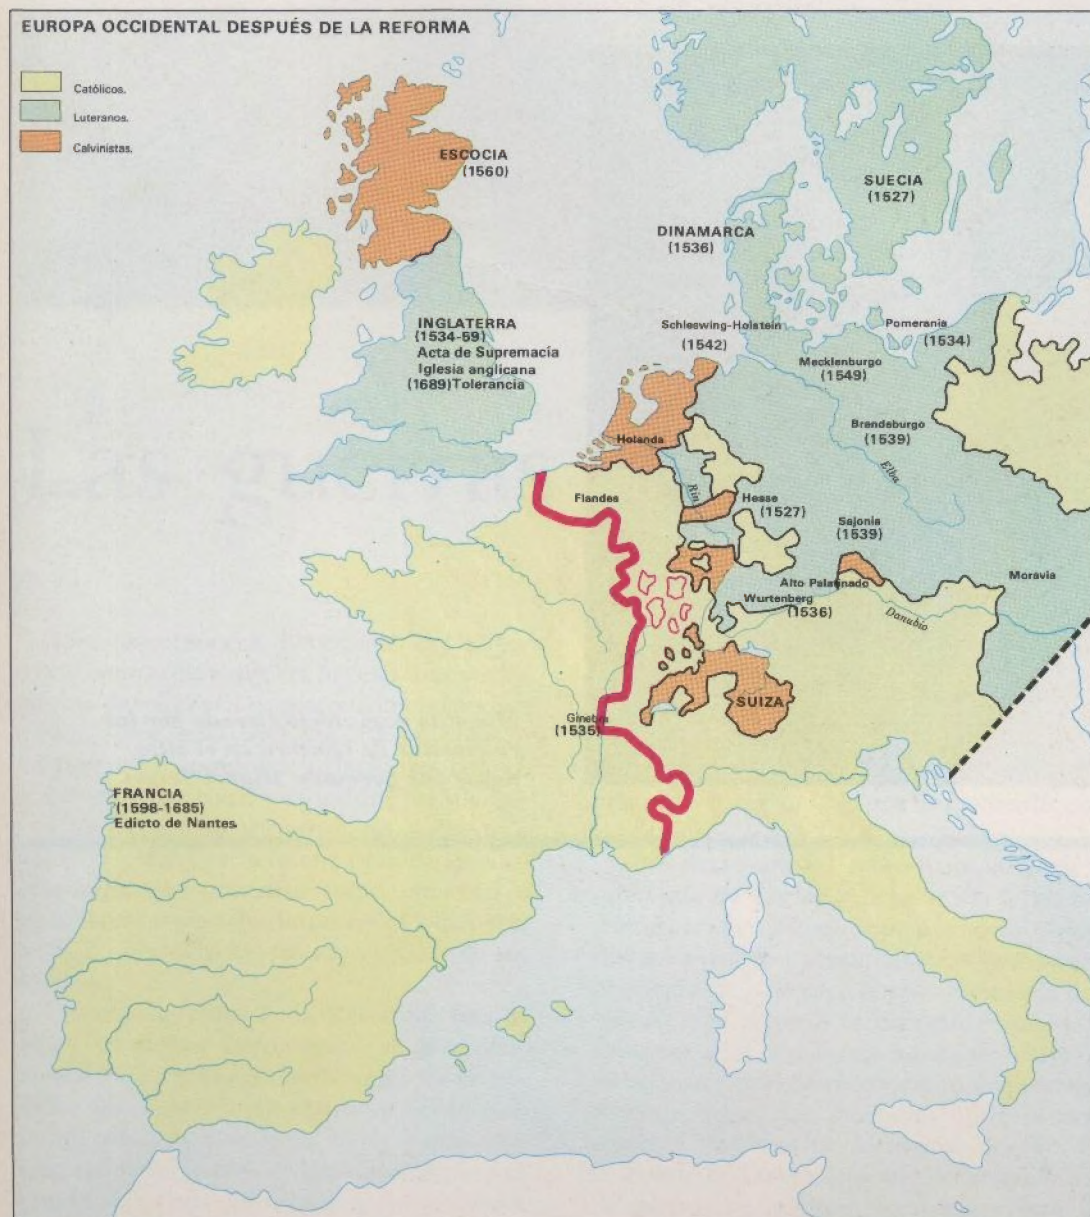 EUROPA OCCIDENTAL DESPUÉS DE LA REFORMA
Católicos.
Luteranos.
Calvinistas.
ESCOCIA
(1560)
SUECIA
(1527)
DINAMARCA
(1536)
INGLATERRA
(1534-59)
Acta de Supremacía
Iglesia anglicana
(1689) Tolerancia
Schleswing-Holstein
(1542)
Pomerania
(1534)
Mecklenburgo
(1549)
Brandeburgo
(1539)
Holanda
Elba
Rin
Flandes
Hesse
(1527)
Sajonia
(1539)
Moravia
Alto Palatinado
Wurtenberg
(1536)
Danubio
SUIZA
Ginebra
(1535)
FRANCIA
(1598-1685)
Edicto de Nantes.